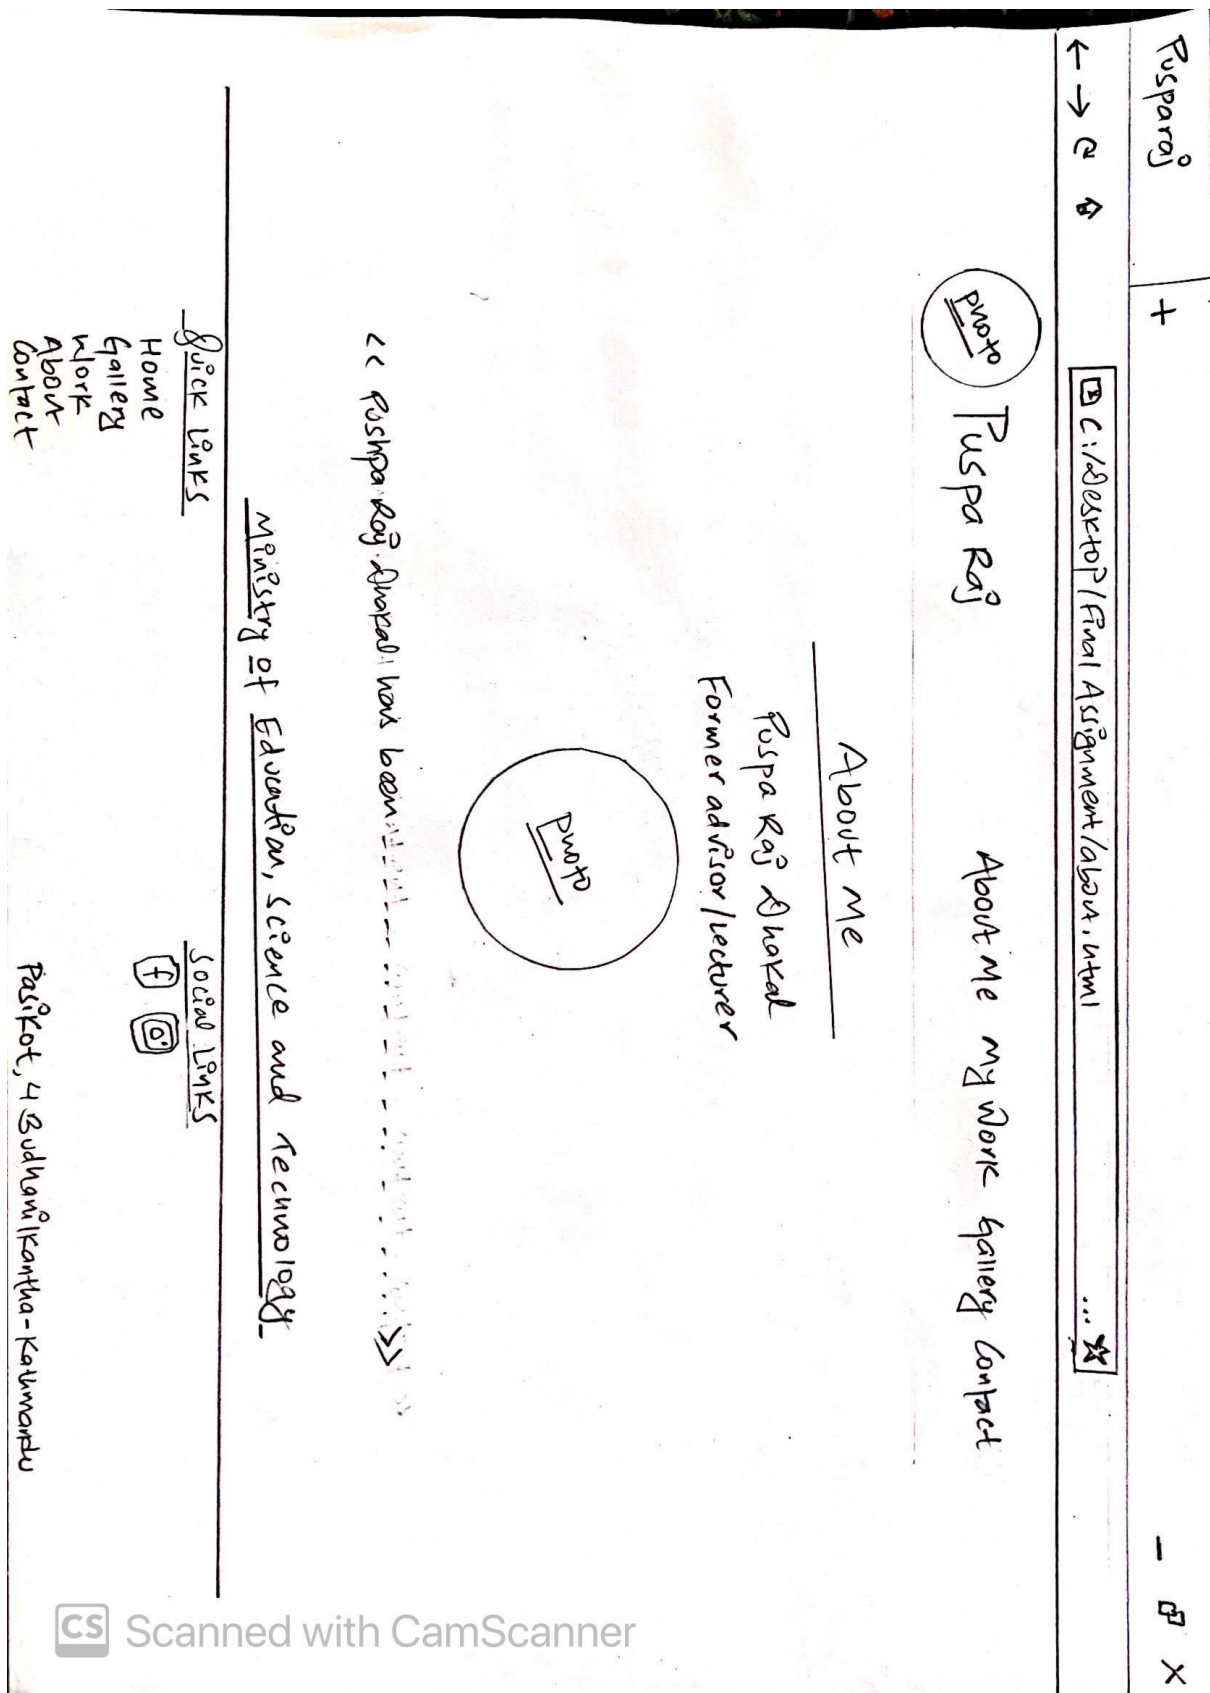 Pusparaj +
C:/Desktop/Final Assignment/about.html ...
photo Puspa Raj About Me My Work Gallery Contact
About Me
Puspa Raj Dhakal
Former advisor/Lecturer
photo
<< Pushpa Raj Dhakal has been
>>
Ministry of Education, Science and Technology
Quick Links Social Links
Home
Gallery
Work
About
Contact
Pasikot, 4 Budhanilkantha-Kathmandu
CS Scanned with CamScanner